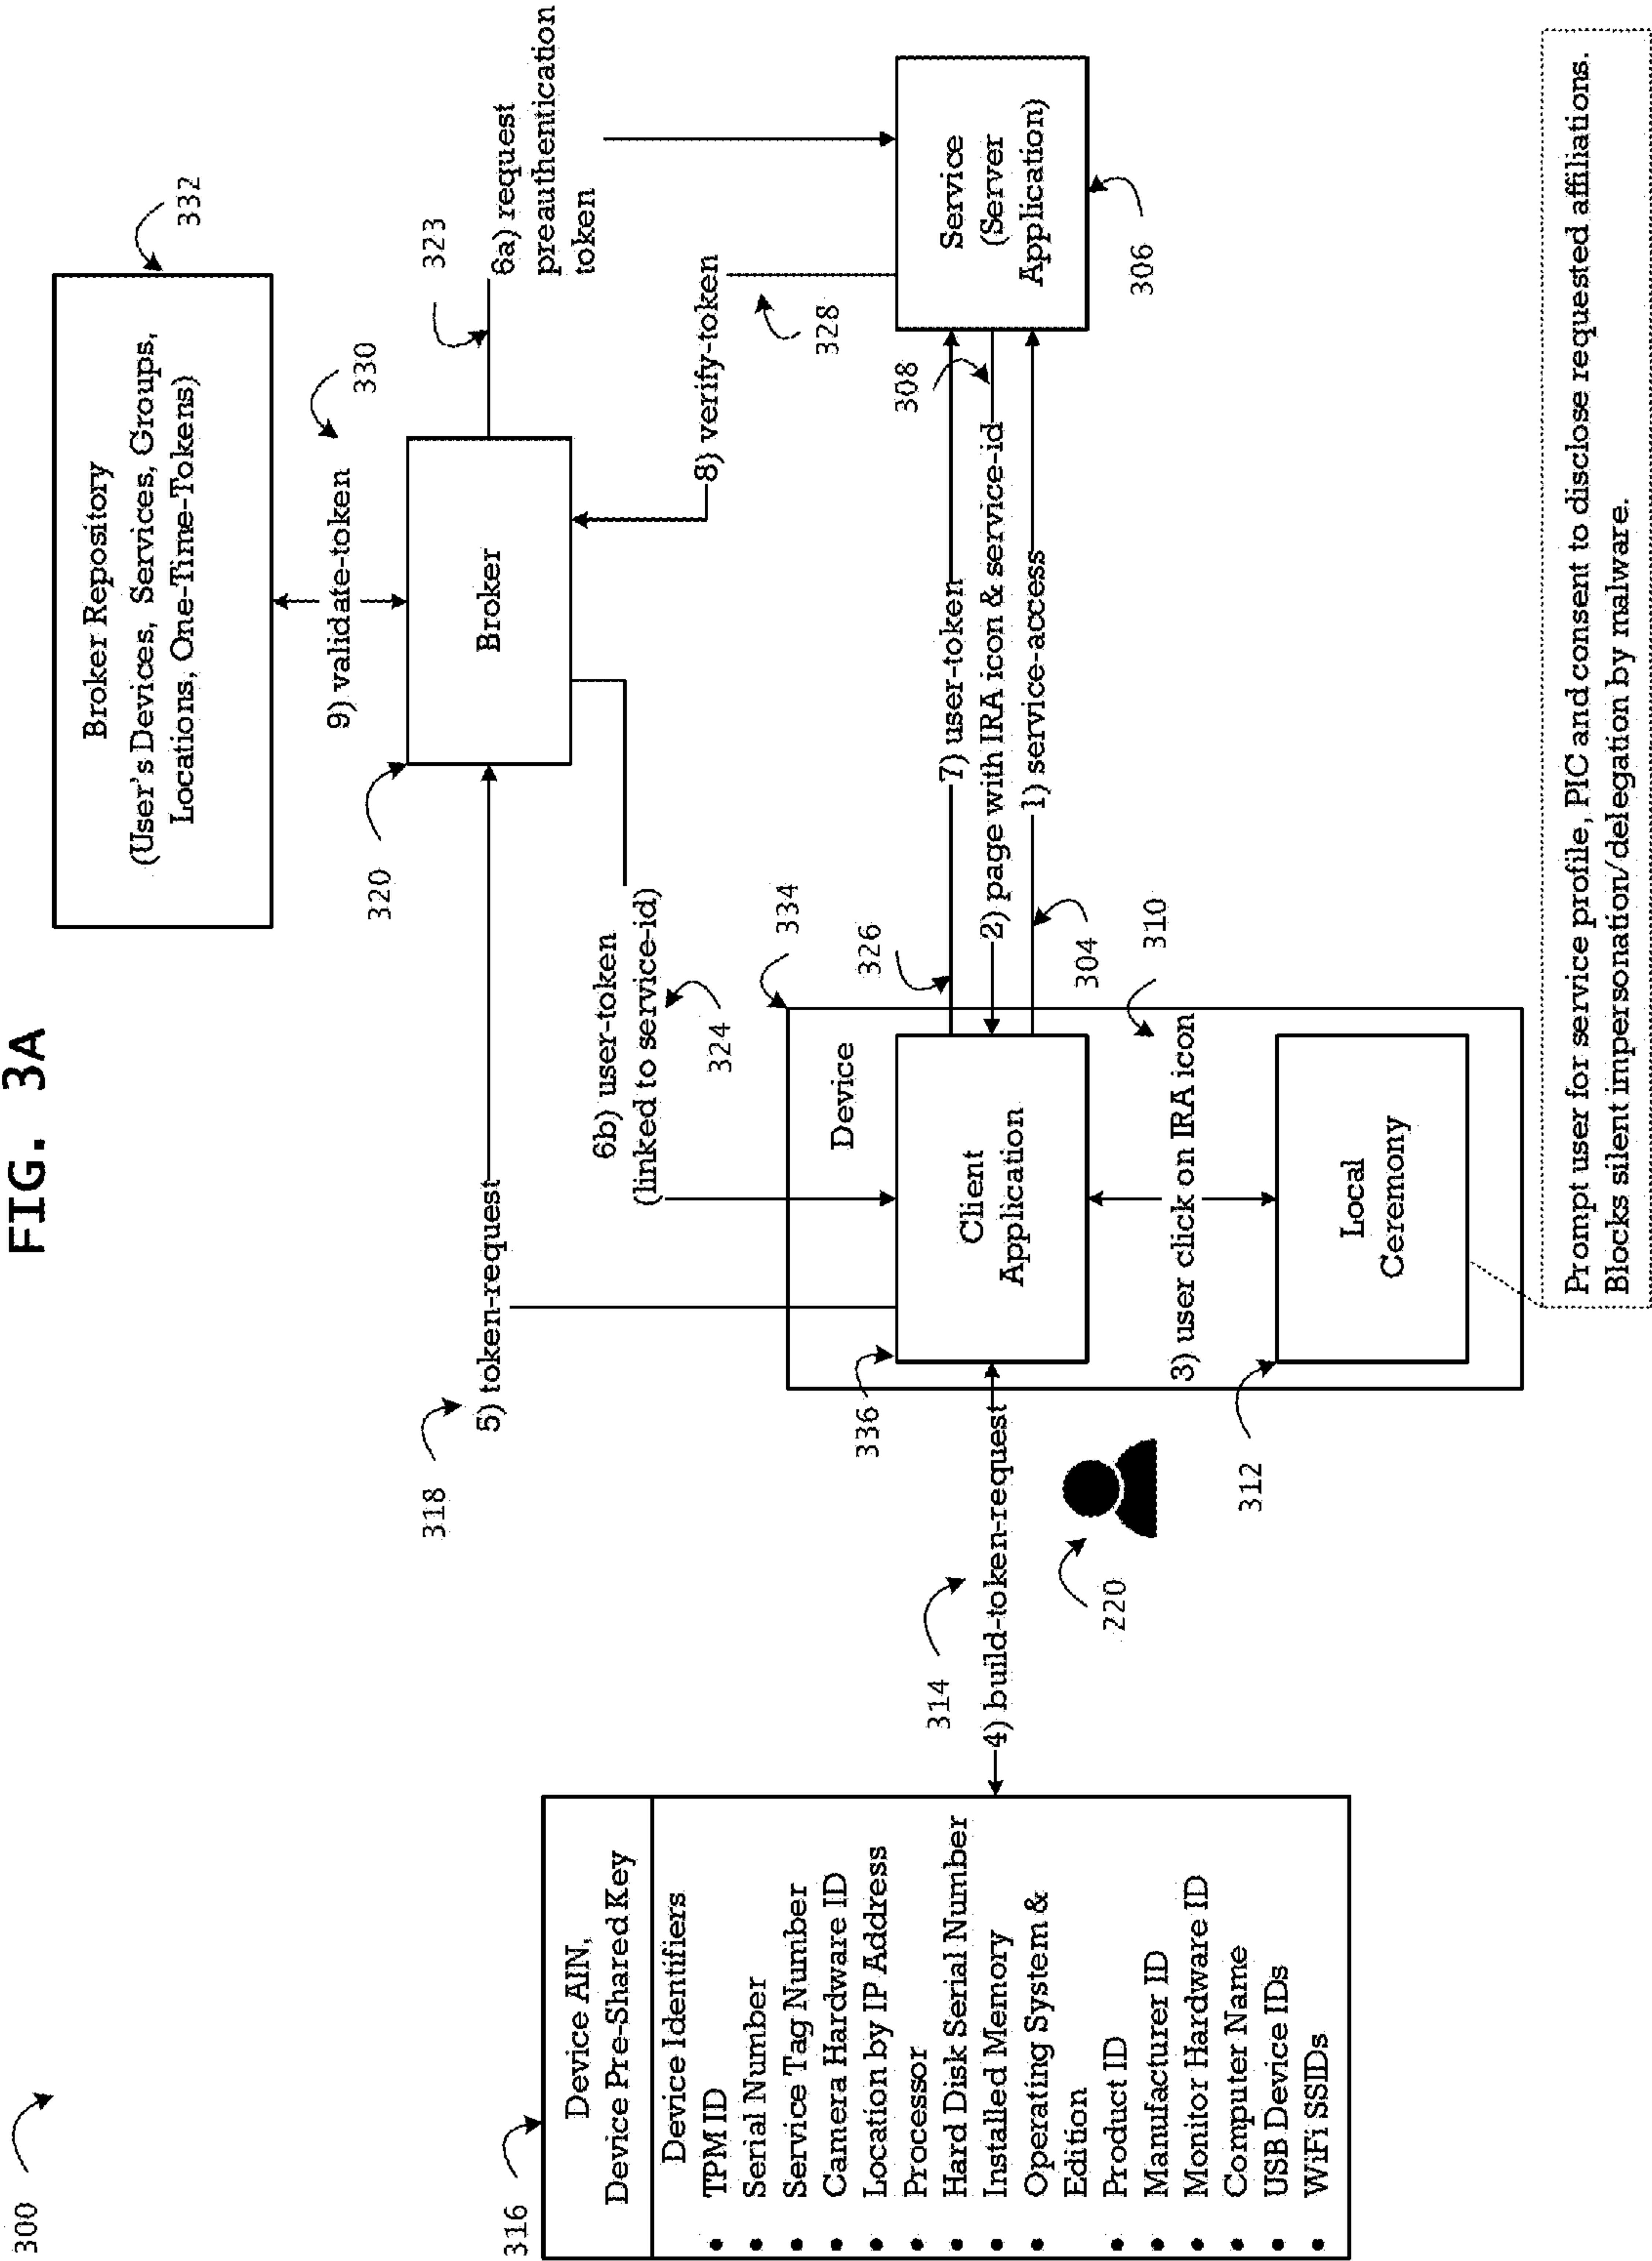 FIG. 3A
300
316
Device AIN,
Device Pre-Shared Key
Device Identifiers
• TPM ID
• Serial Number
• Service Tag Number
• Camera Hardware ID
• Location by IP Address
• Processor
• Hard Disk Serial Number
• Installed Memory
• Operating System &
Edition
• Product ID
• Manufacturer ID
• Monitor Hardware ID
• Computer Name
• USB Device IDs
• WiFi SSIDs
314
4) build-token-request
220
318
5) token-request
336
334
Device
Client
Application
3) user click on IRA icon
310
312
Local
Ceremony
Prompt user for service profile, PIC and consent to disclose requested affiliations.
Blocks silent impersonation/delegation by malware.
6b) user-token
(linked to service-id)
324
320
Broker
9) validate-token
330
Broker Repository
(User's Devices, Services, Groups,
Locations, One-Time-Tokens)
332
323
6a) request
preauthentication
token
8) verify-token
328
326
7) user-token
308
2) page with IRA icon & service-id
1) service-access
304
Service
(Server
Application)
306